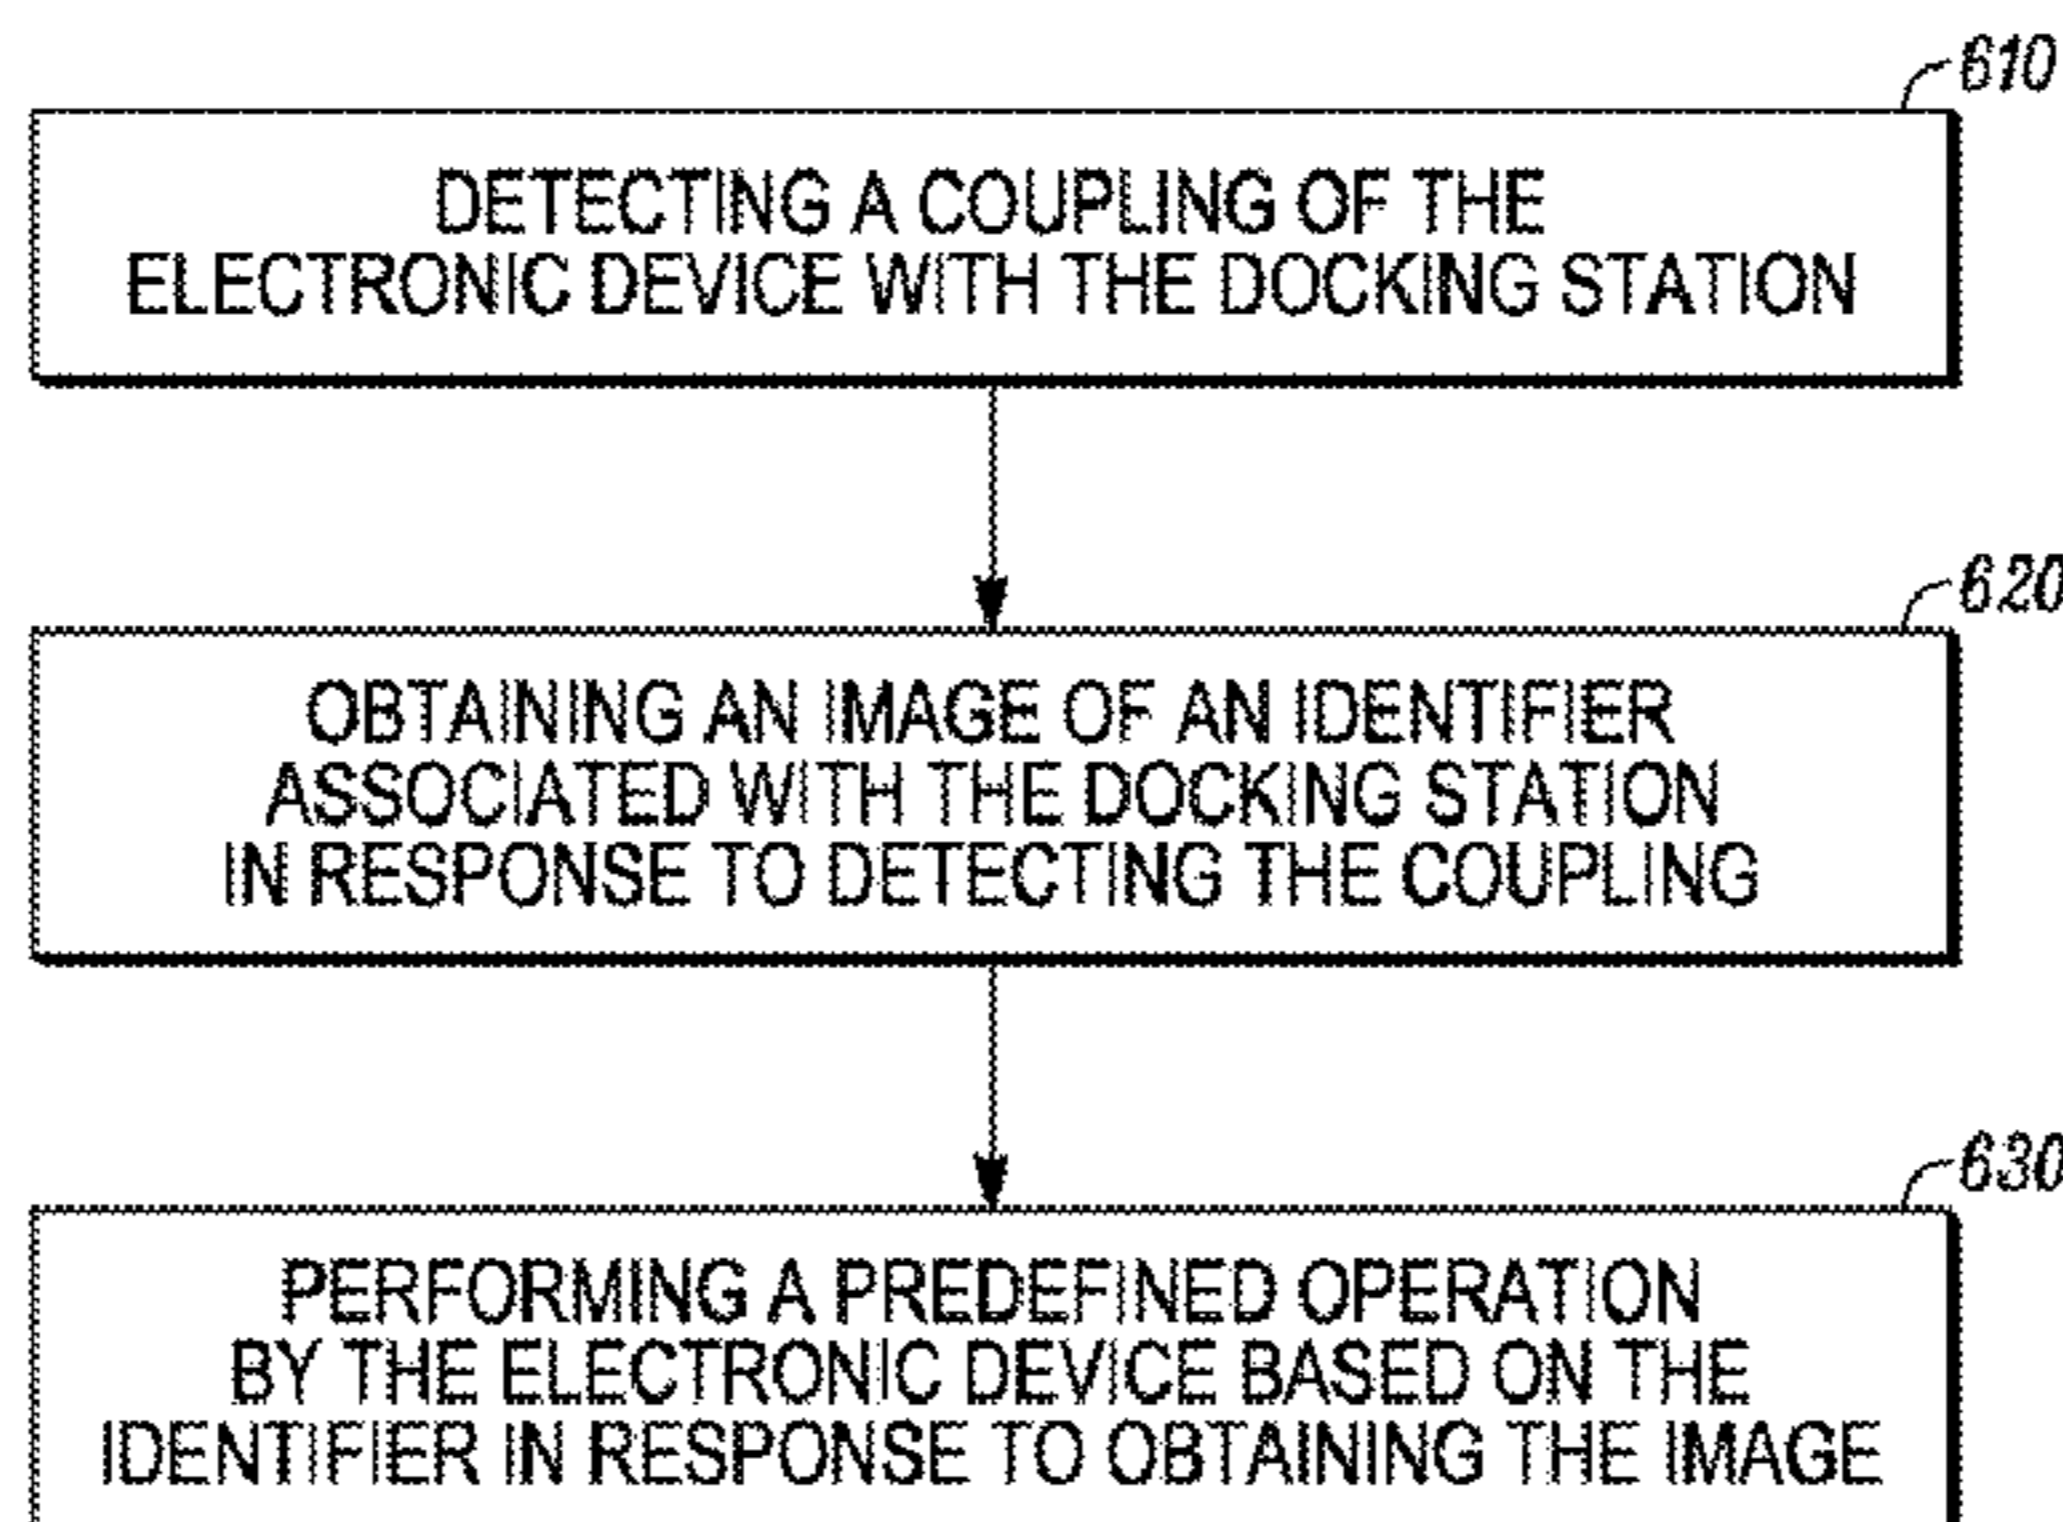 610
DETECTING A COUPLING OF THE
ELECTRONIC DEVICE WITH THE DOCKING STATION
620
OBTAINING AN IMAGE OF AN IDENTIFIER
ASSOCIATED WITH THE DOCKING STATION
IN RESPONSE TO DETECTING THE COUPLING
630
PERFORMING A PREDEFINED OPERATION
BY THE ELECTRONIC DEVICE BASED ON THE
IDENTIFIER IN RESPONSE TO OBTAINING THE IMAGE